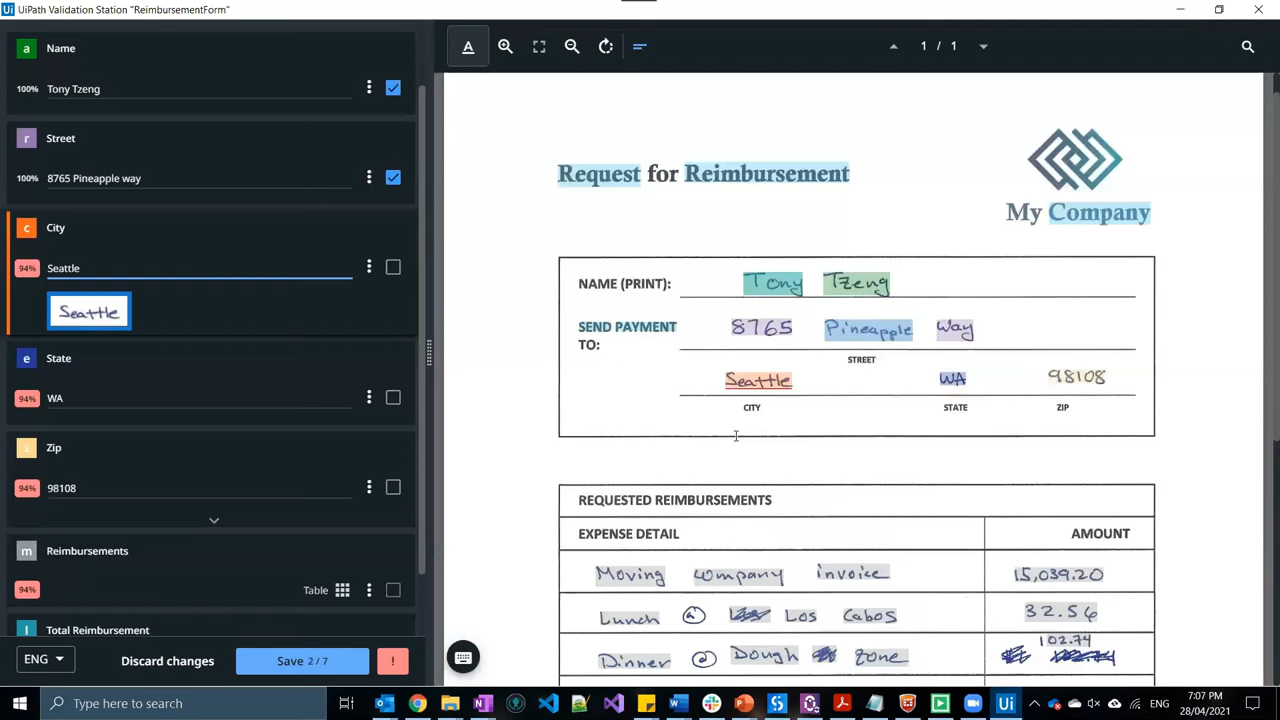 UiPath Validation Station "ReimbursementForm"
a Name
100% Tony Tzeng
r Street
100% 8765 Pineapple way
c City
94% Seattle
Seattle
e State
94% WA
z Zip
94% 98108
m Reimbursements
94% Table
l Total Reimbursement
ENG Discard changes Save 2 / 7 !
A 1 / 1
Request for Reimbursement
My Company
NAME (PRINT): Tony Tzeng
SEND PAYMENT TO: 8765 Pineapple Way
STREET
Seattle WA 98108
CITY STATE ZIP
REQUESTED REIMBURSEMENTS
EXPENSE DETAIL AMOUNT
Moving company invoice 15,039.20
Lunch @ Los Cabos 32.56
Dinner @ Dough Zone 102.74
Type here to search
ENG 7:07 PM
28/04/2021